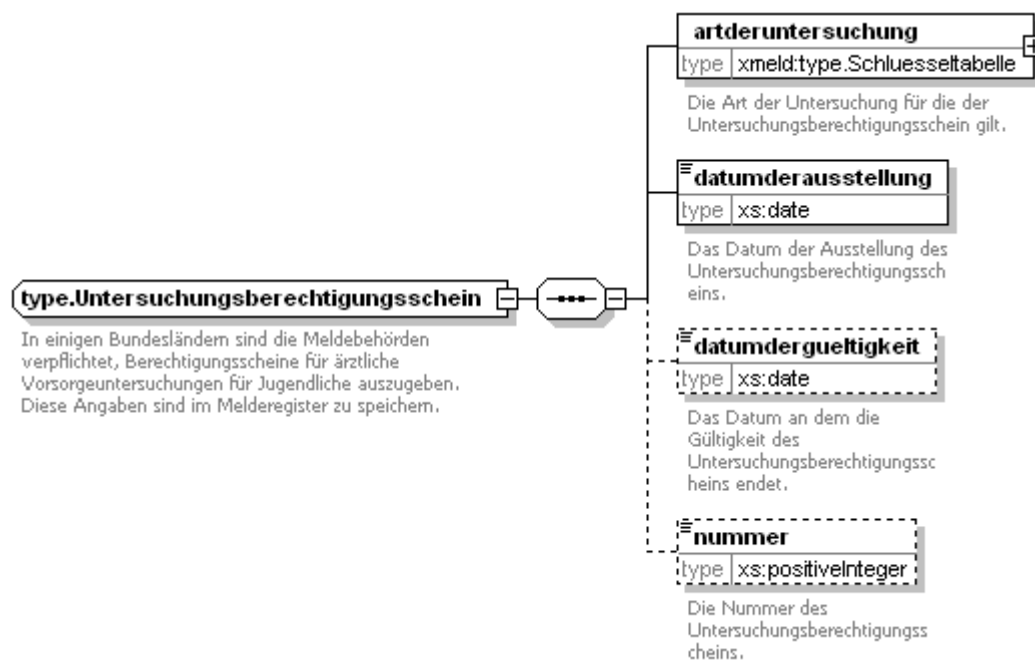 artderuntersuchung
type xmeld:type.Schluesseltabelle
Die Art der Untersuchung für die der
Untersuchungsberechtigungsschein gilt.
datumderausstellung
type xs:date
Das Datum der Ausstellung des
Untersuchungsberechtigungssch
eins.
type.Untersuchungsberechtigungsschein
In einigen Bundesländern sind die Meldebehörden
verpflichtet, Berechtigungsscheine für ärztliche
Vorsorgeuntersuchungen für Jugendliche auszugeben.
Diese Angaben sind im Melderegister zu speichern.
datumdergueltigkeit
type xs:date
Das Datum an dem die
Gültigkeit des
Untersuchungsberechtigungssc
heins endet.
nummer
type xs:positiveInteger
Die Nummer des
Untersuchungsberechtigungss
cheins.